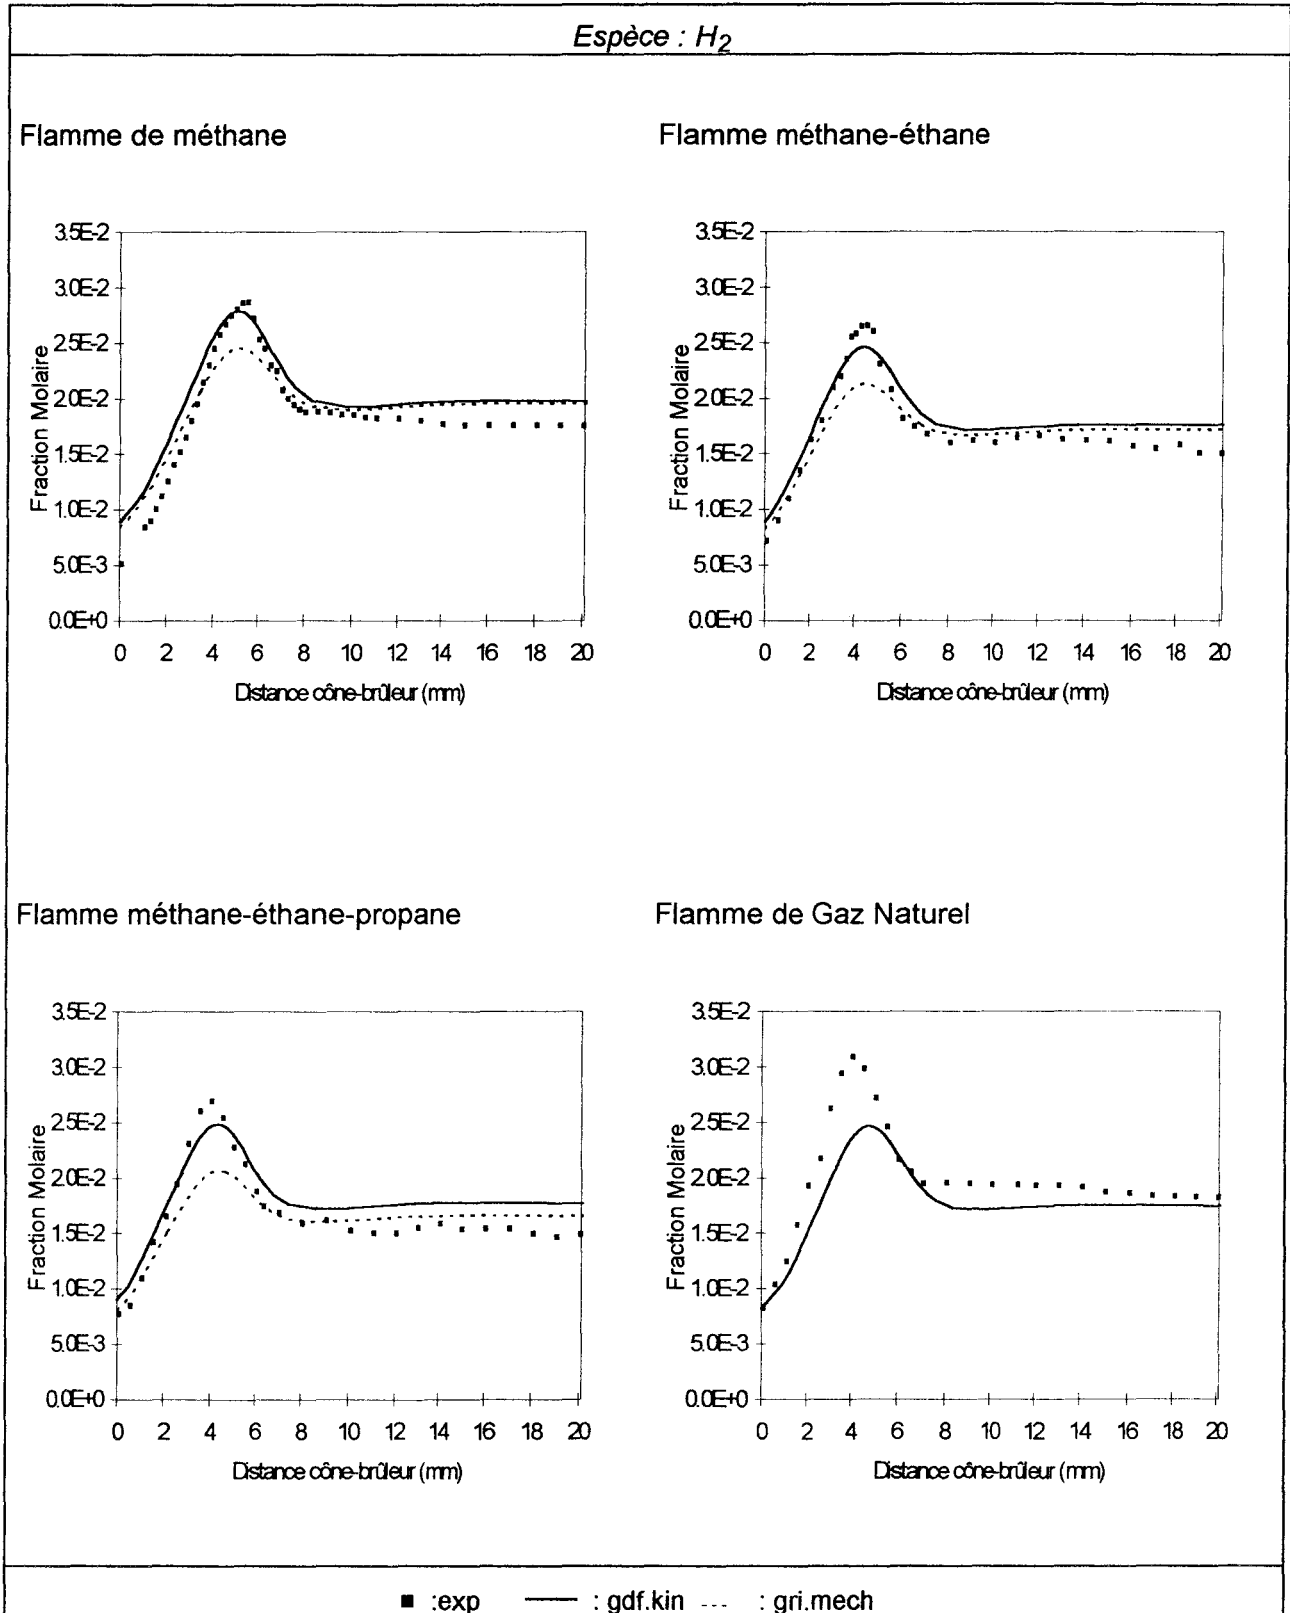 Espèce : H2
Flamme de méthane
Flamme méthane-éthane
3.5E-2
3.0E-2
2.5E-2
2.0E-2
1.5E-2
1.0E-2
5.0E-3
0.0E+0
Fraction Molaire
0 2 4 6 8 10 12 14 16 18 20
Distance cône-brûleur (mm)
3.5E-2
3.0E-2
2.5E-2
2.0E-2
1.5E-2
1.0E-2
5.0E-3
0.0E+0
Fraction Molaire
0 2 4 6 8 10 12 14 16 18 20
Distance cône-brûleur (mm)
Flamme méthane-éthane-propane
Flamme de Gaz Naturel
3.5E-2
3.0E-2
2.5E-2
2.0E-2
1.5E-2
1.0E-2
5.0E-3
0.0E+0
Fraction Molaire
0 2 4 6 8 10 12 14 16 18 20
Distance cône-brûleur (mm)
3.5E-2
3.0E-2
2.5E-2
2.0E-2
1.5E-2
1.0E-2
5.0E-3
0.0E+0
Fraction Molaire
0 2 4 6 8 10 12 14 16 18 20
Distance cône-brûleur (mm)
:exp : gdf.kin : gri.mech